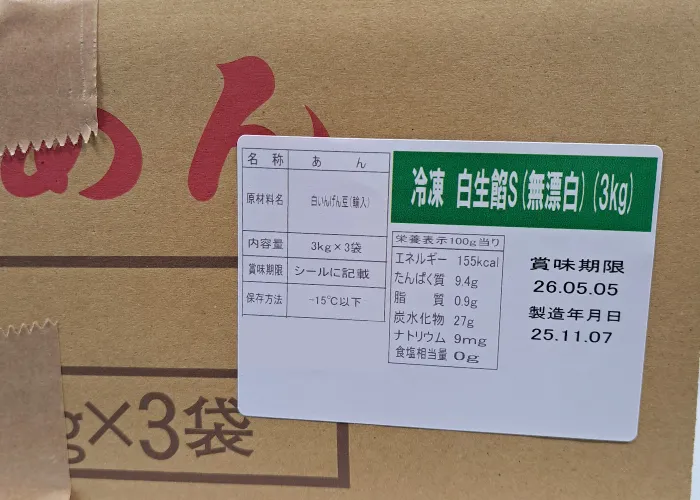 あん
名称 あん
原材料名 白いんげん豆(輸入)
内容量 3kg×3袋
賞味期限 シールに記載
保存方法 -15℃以下
冷凍 白生餡S(無漂白)(3kg)
栄養表示100g当り
エネルギー 155kcal
たんぱく質 9.4g
脂質 0.9g
炭水化物 27g
ナトリウム 9mg
食塩相当量 0g
賞味期限
26.05.05
製造年月日
25.11.07
g×3袋